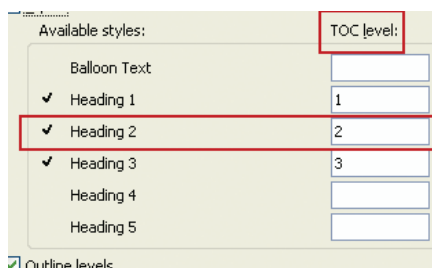 Available styles: TOC level:
Balloon Text
✓ Heading 1 1
✓ Heading 2 2
✓ Heading 3 3
Heading 4
Heading 5
Outline levels